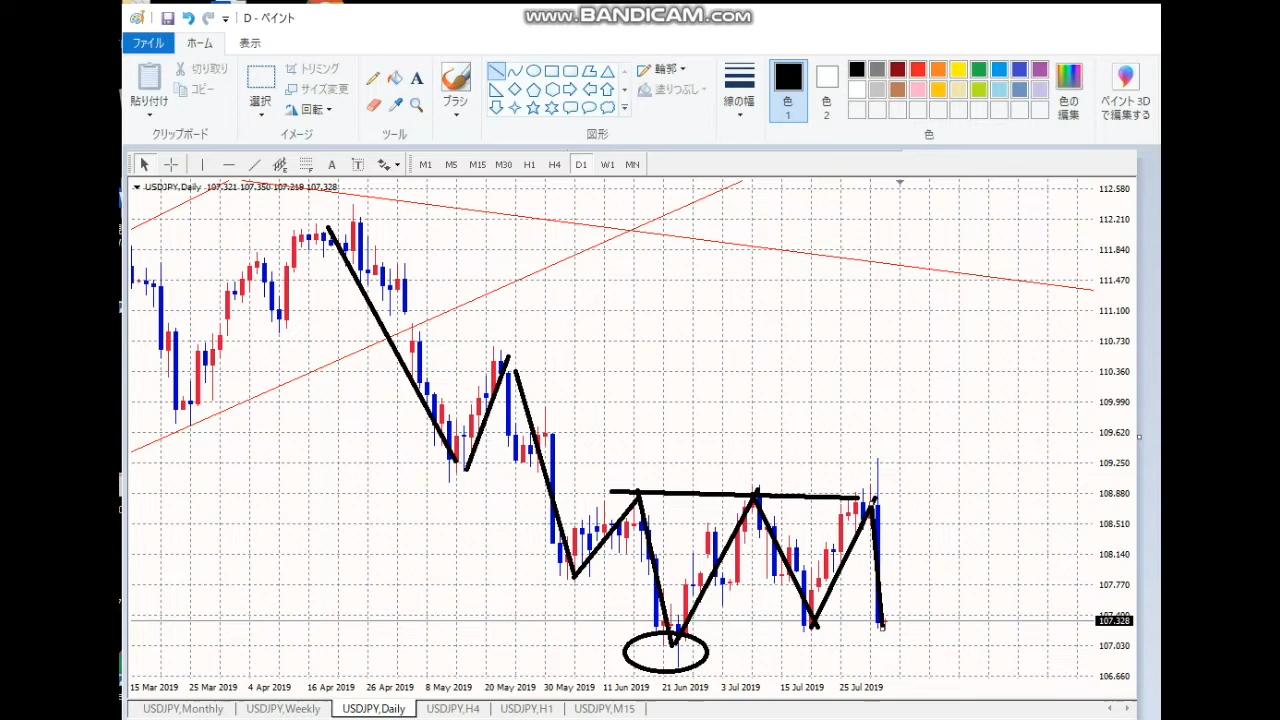 www.BANDICAM.com
D - ペイント
ファイル ホーム 表示
貼り付け
切り取り
コピー
クリップボード
選択
トリミング
サイズ変更
回転
イメージ
A
ツール
ブラシ
輪郭
塗りつぶし
図形
線の幅
色
1
色
2
色の
編集
色
ペイント 3D
で編集する
A T M1 M5 M15 M30 H1 H4 D1 W1 MN
USDJPY,Daily 107.321 107.350 107.219 107.328
112.580
112.210
111.840
111.470
111.100
110.730
110.360
109.990
109.620
109.250
108.880
108.510
108.140
107.770
107.328
107.030
106.660
15 Mar 2019 25 Mar 2019 4 Apr 2019 16 Apr 2019 26 Apr 2019 8 May 2019 20 May 2019 30 May 2019 11 Jun 2019 21 Jun 2019 3 Jul 2019 15 Jul 2019 25 Jul 2019
USDJPY,Monthly USDJPY,Weekly USDJPY,Daily USDJPY,H4 USDJPY,H1 USDJPY,M15